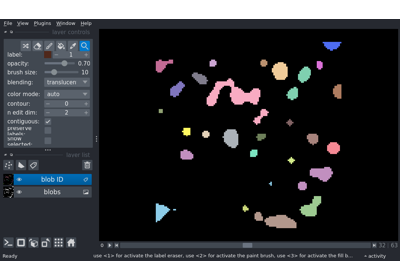 File View Plugins Window Help
layer controls
label: 1
opacity: 0.70
brush size: 10
blending: translucen
color mode: auto
contour: 0
n edit dim: 2
contiguous:
preserve
labels:
show
selected:
layer list
blob ID
blobs
32 63
Ready
use <1> for activate the label eraser, use <2> for activate the paint brush, use <3> for activate the fill b...
activity